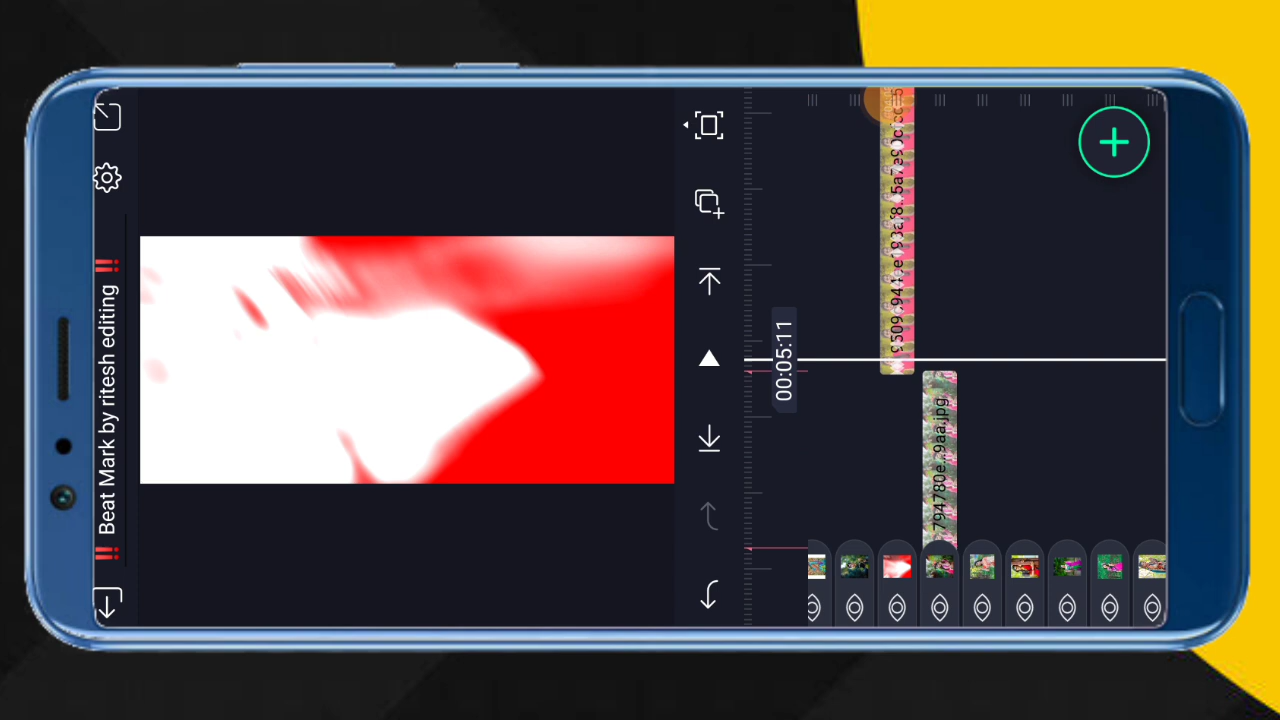 ‼ Beat Mark by ritesh editing ‼
00:05:11
794780e. 9aa.jpg